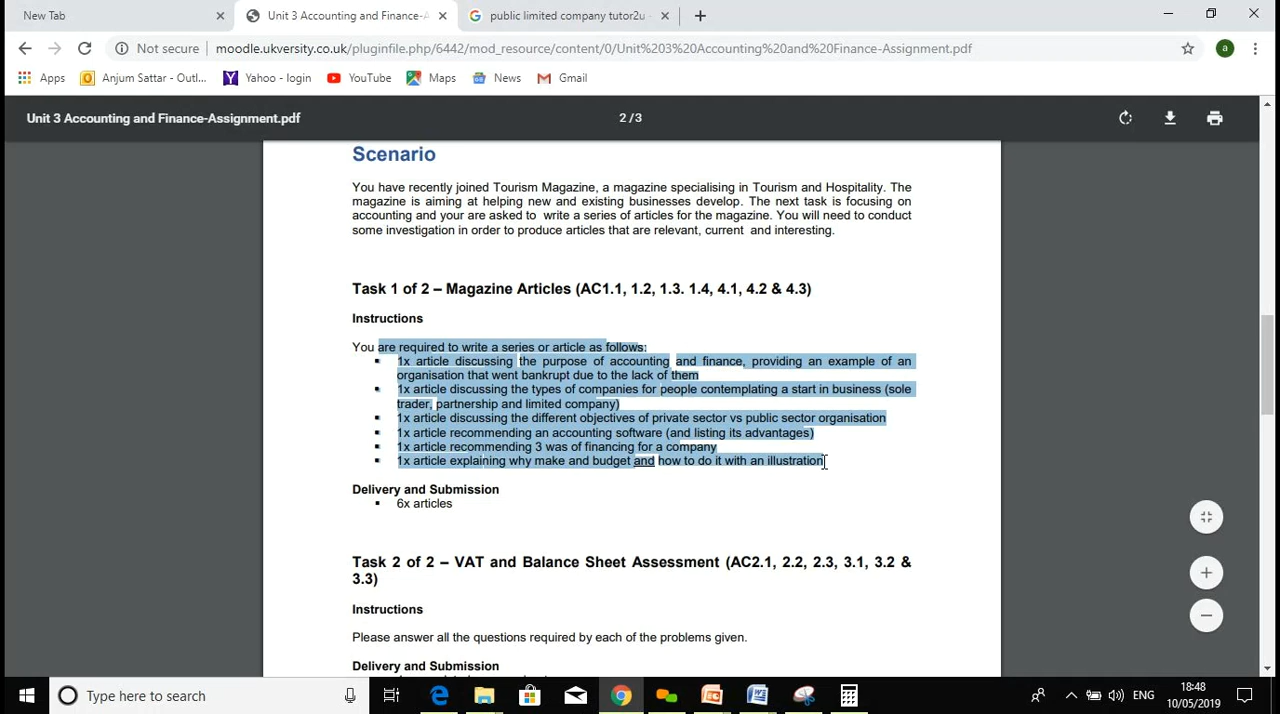 New Tab
Unit 3 Accounting and Finance-A
public limited company tutor2u -
Not secure
moodle.ukversity.co.uk/pluginfile.php/6442/mod_resource/content/0/Unit%203%20Accounting%20and%20Finance-Assignment.pdf
a
Apps
Anjum Sattar - Outl...
Yahoo - login
YouTube
Maps
News
Gmail
Unit 3 Accounting and Finance-Assignment.pdf
2 / 3
Scenario
You have recently joined Tourism Magazine, a magazine specialising in Tourism and Hospitality. The
magazine is aiming at helping new and existing businesses develop. The next task is focusing on
accounting and your are asked to write a series of articles for the magazine. You will need to conduct
some investigation in order to produce articles that are relevant, current and interesting.
Task 1 of 2 – Magazine Articles (AC1.1, 1.2, 1.3. 1.4, 4.1, 4.2 & 4.3)
Instructions
You are required to write a series or article as follows:
1x article discussing the purpose of accounting and finance, providing an example of an
organisation that went bankrupt due to the lack of them
1x article discussing the types of companies for people contemplating a start in business (sole
trader, partnership and limited company)
1x article discussing the different objectives of private sector vs public sector organisation
1x article recommending an accounting software (and listing its advantages)
1x article recommending 3 was of financing for a company
1x article explaining why make and budget and how to do it with an illustration
Delivery and Submission
6x articles
Task 2 of 2 – VAT and Balance Sheet Assessment (AC2.1, 2.2, 2.3, 3.1, 3.2 &
3.3)
Instructions
Please answer all the questions required by each of the problems given.
Delivery and Submission
Type here to search
ENG
18:48
10/05/2019